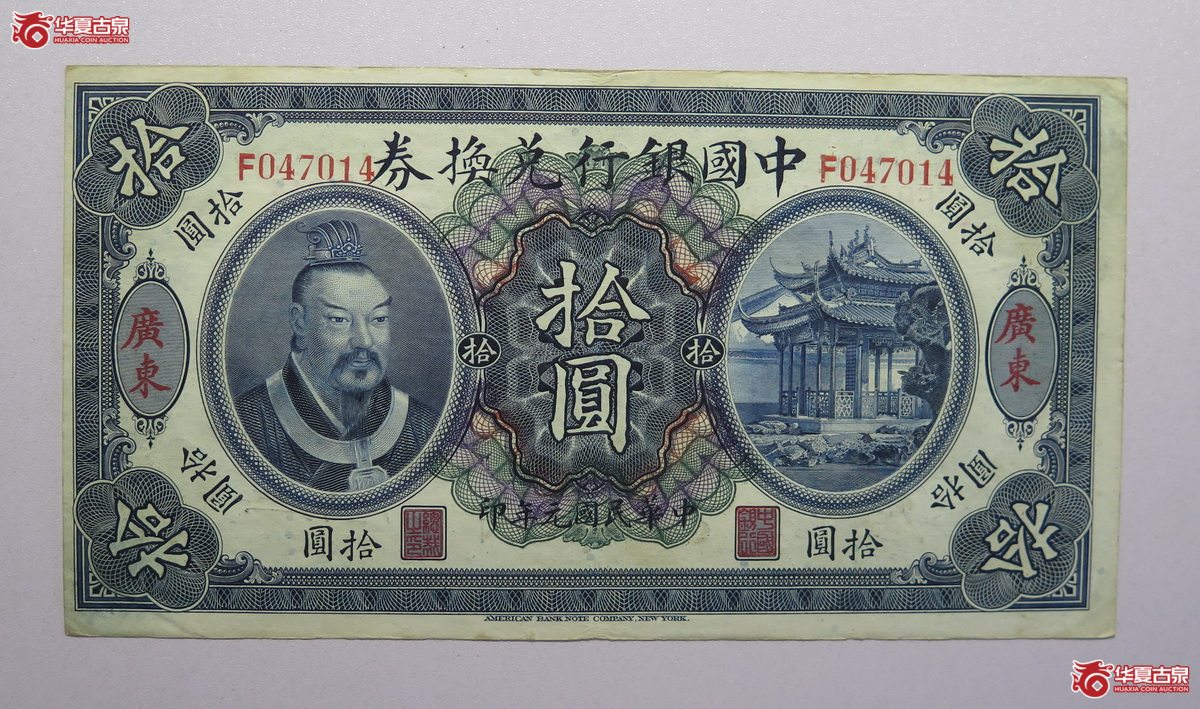 华夏古泉
HUAXIA COIN AUCTION
拾
拾
F047014
中國銀行兌換券
F047014
拾圓
拾圓
廣東
拾圓
廣東
拾
拾
拾圓
拾圓
中華民國元年印
拾圓
拾圓
拾
拾
AMERICAN BANK NOTE COMPANY, NEW YORK.
华夏古泉
HUAXIA COIN AUCTION